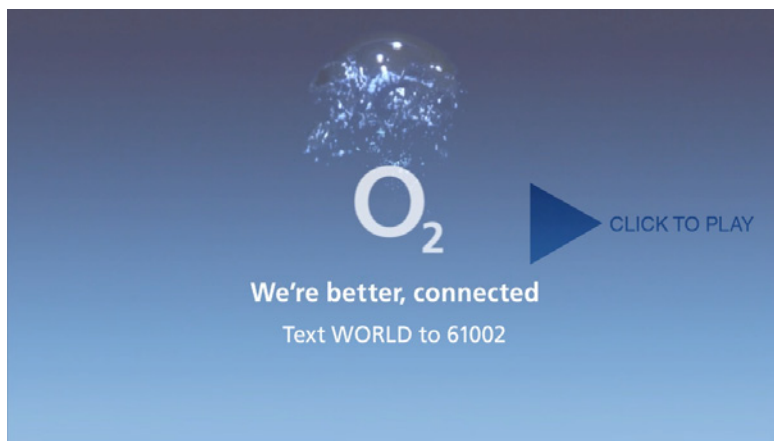 O2
CLICK TO PLAY
We're better, connected
Text WORLD to 61002